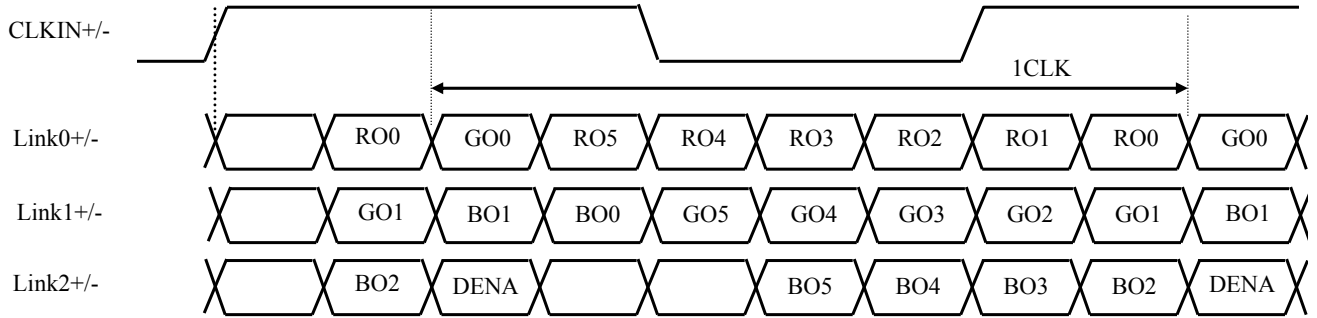 CLKIN+/-
1CLK
Link0+/- RO0 GO0 RO5 RO4 RO3 RO2 RO1 RO0 GO0
Link1+/- GO1 BO1 BO0 GO5 GO4 GO3 GO2 GO1 BO1
Link2+/- BO2 DENA BO5 BO4 BO3 BO2 DENA